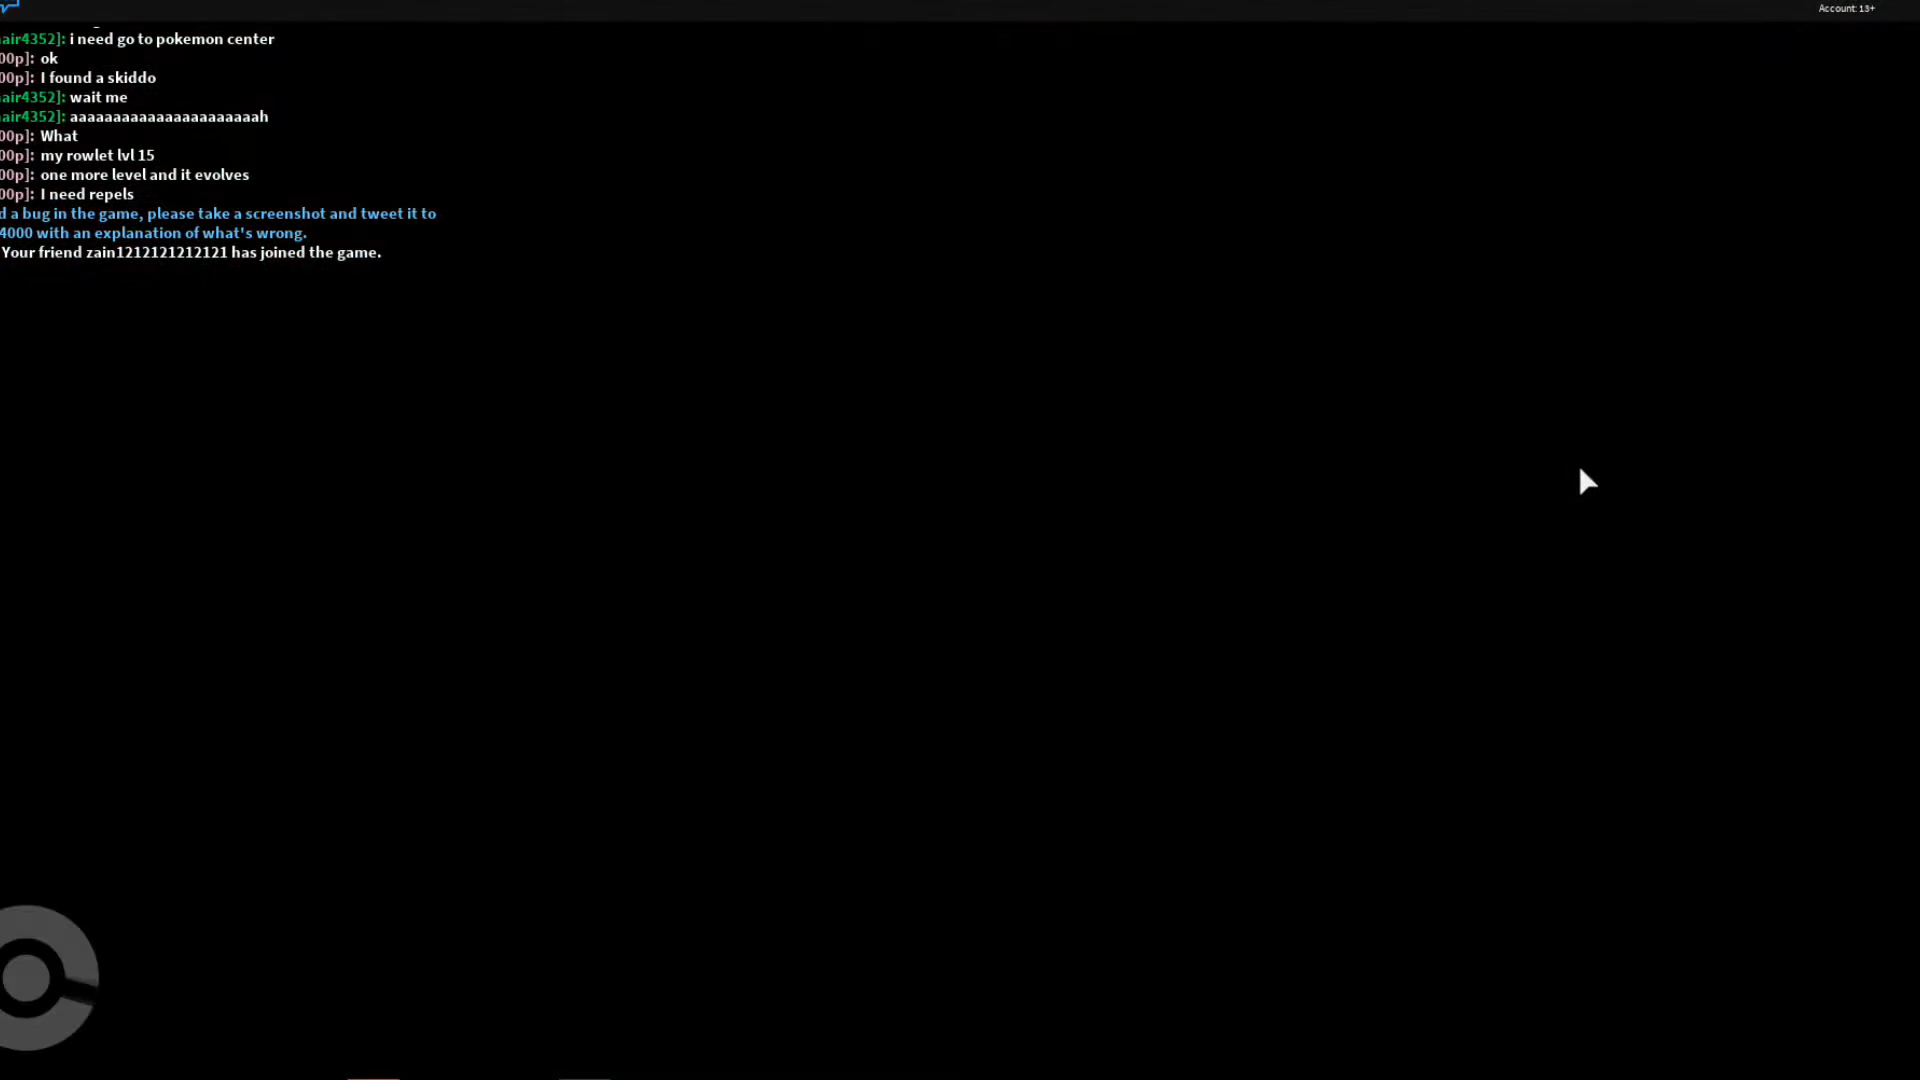 Account: 13+
air4352]: i need go to pokemon center
00p]: ok
00p]: I found a skiddo
air4352]: wait me
air4352]: aaaaaaaaaaaaaaaaaaaaaaah
00p]: What
00p]: my rowlet lvl 15
00p]: one more level and it evolves
00p]: I need repels
d a bug in the game, please take a screenshot and tweet it to
4000 with an explanation of what's wrong.
Your friend zain1212121212121 has joined the game.